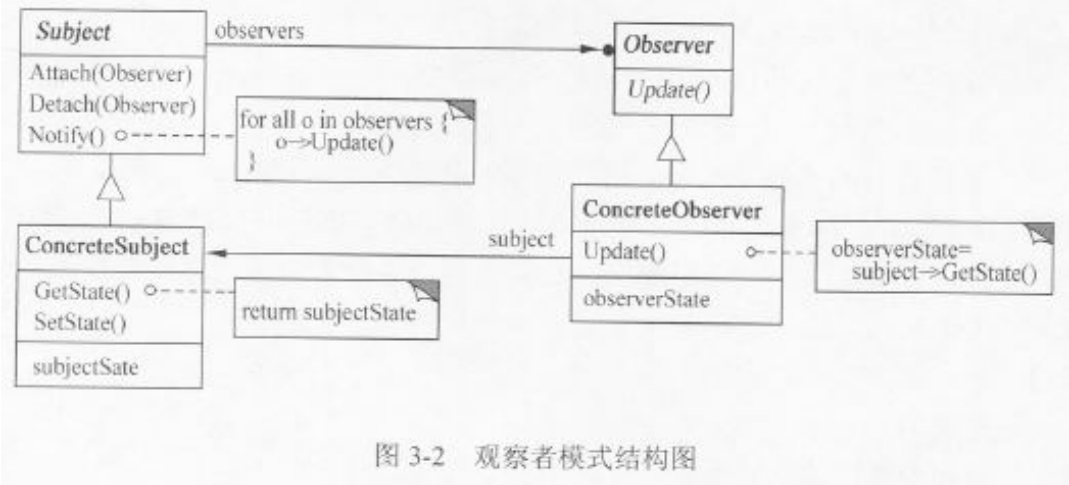 Subject
Attach(Observer)
Detach(Observer)
Notify()
observers
Observer
Update()
for all o in observers {
o->Update()
}
ConcreteSubject
GetState()
SetState()
subjectSate
return subjectState
subject
ConcreteObserver
Update()
observerState
observerState=
subject->GetState()
图 3-2 观察者模式结构图